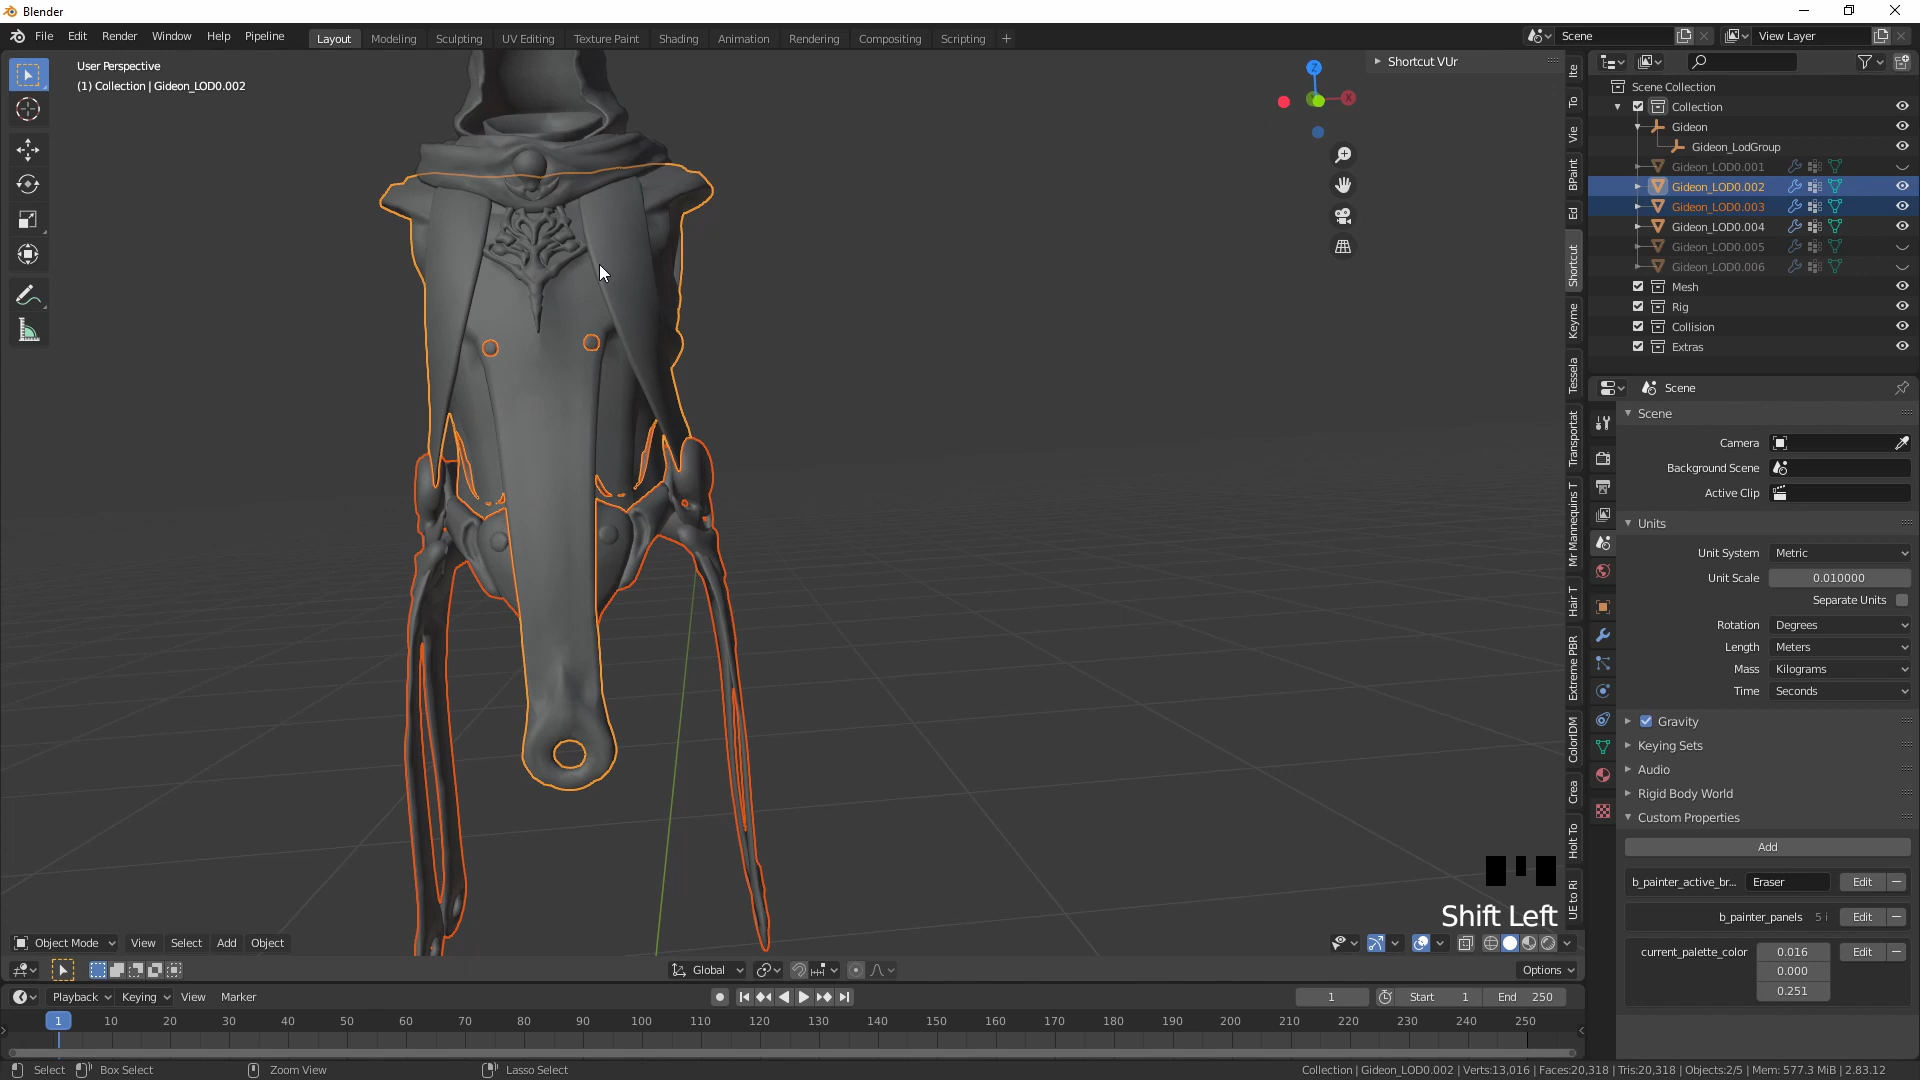 Blender
File Edit Render Window Help Pipeline
Layout Modeling Sculpting UV Editing Texture Paint Shading Animation Rendering Compositing Scripting +
Scene
View Layer
User Perspective
(1) Collection | Gideon_LOD0.002
Shortcut VUr
Z
X
Ite
To
Vie
BPaint
Ed
Shortcut
Keyme
Tessela
Transportat
Mr Mannequins T
Hair T
Extreme PBR
ColorIDM
Crea
Holt To
UE to Ri
Scene Collection
Collection
Gideon
Gideon_LodGroup
Gideon_LOD0.001
Gideon_LOD0.002
Gideon_LOD0.003
Gideon_LOD0.004
Gideon_LOD0.005
Gideon_LOD0.006
Mesh
Rig
Collision
Extras
Scene
Scene
Camera
Background Scene
Active Clip
Units
Unit System Metric
Unit Scale 0.010000
Separate Units
Rotation Degrees
Length Meters
Mass Kilograms
Time Seconds
Gravity
Keying Sets
Audio
Rigid Body World
Custom Properties
Add
b_painter_active_br... Eraser Edit
b_painter_panels 5 i Edit
current_palette_color 0.016 Edit
0.000
0.251
Shift Left
Object Mode View Select Add Object
Global
Options
Playback Keying View Marker
1 Start 1 End 250
1 10 20 30 40 50 60 70 80 90 100 110 120 130 140 150 160 170 180 190 200 210 220 230 240 250
Select Box Select Zoom View Lasso Select
Collection | Gideon_LOD0.002 | Verts:13,016 | Faces:20,318 | Tris:20,318 | Objects:2/5 | Mem: 577.3 MiB | 2.83.12